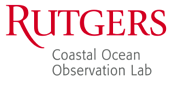 RUTGERS
Coastal Ocean
Observation Lab